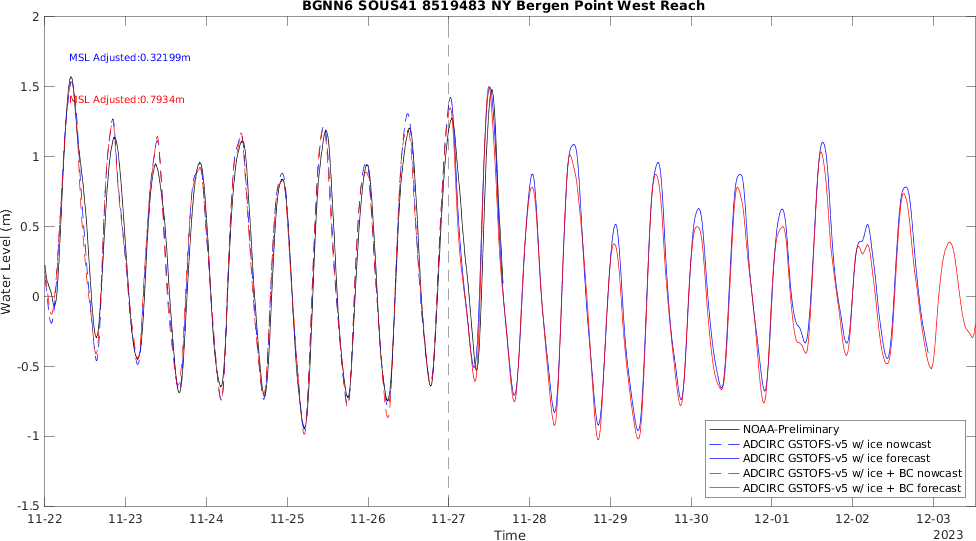 BGNN6 SOUS41 8519483 NY Bergen Point West Reach
2
1.5
1
0.5
0
-0.5
-1
-1.5
Water Level (m)
MSL Adjusted:0.32199m
MSL Adjusted:0.7934m
NOAA-Preliminary
ADCIRC GSTOFS-v5 w/ ice nowcast
ADCIRC GSTOFS-v5 w/ ice forecast
ADCIRC GSTOFS-v5 w/ ice + BC nowcast
ADCIRC GSTOFS-v5 w/ ice + BC forecast
11-22 11-23 11-24 11-25 11-26 11-27 11-28 11-29 11-30 12-01 12-02 12-03
Time
2023